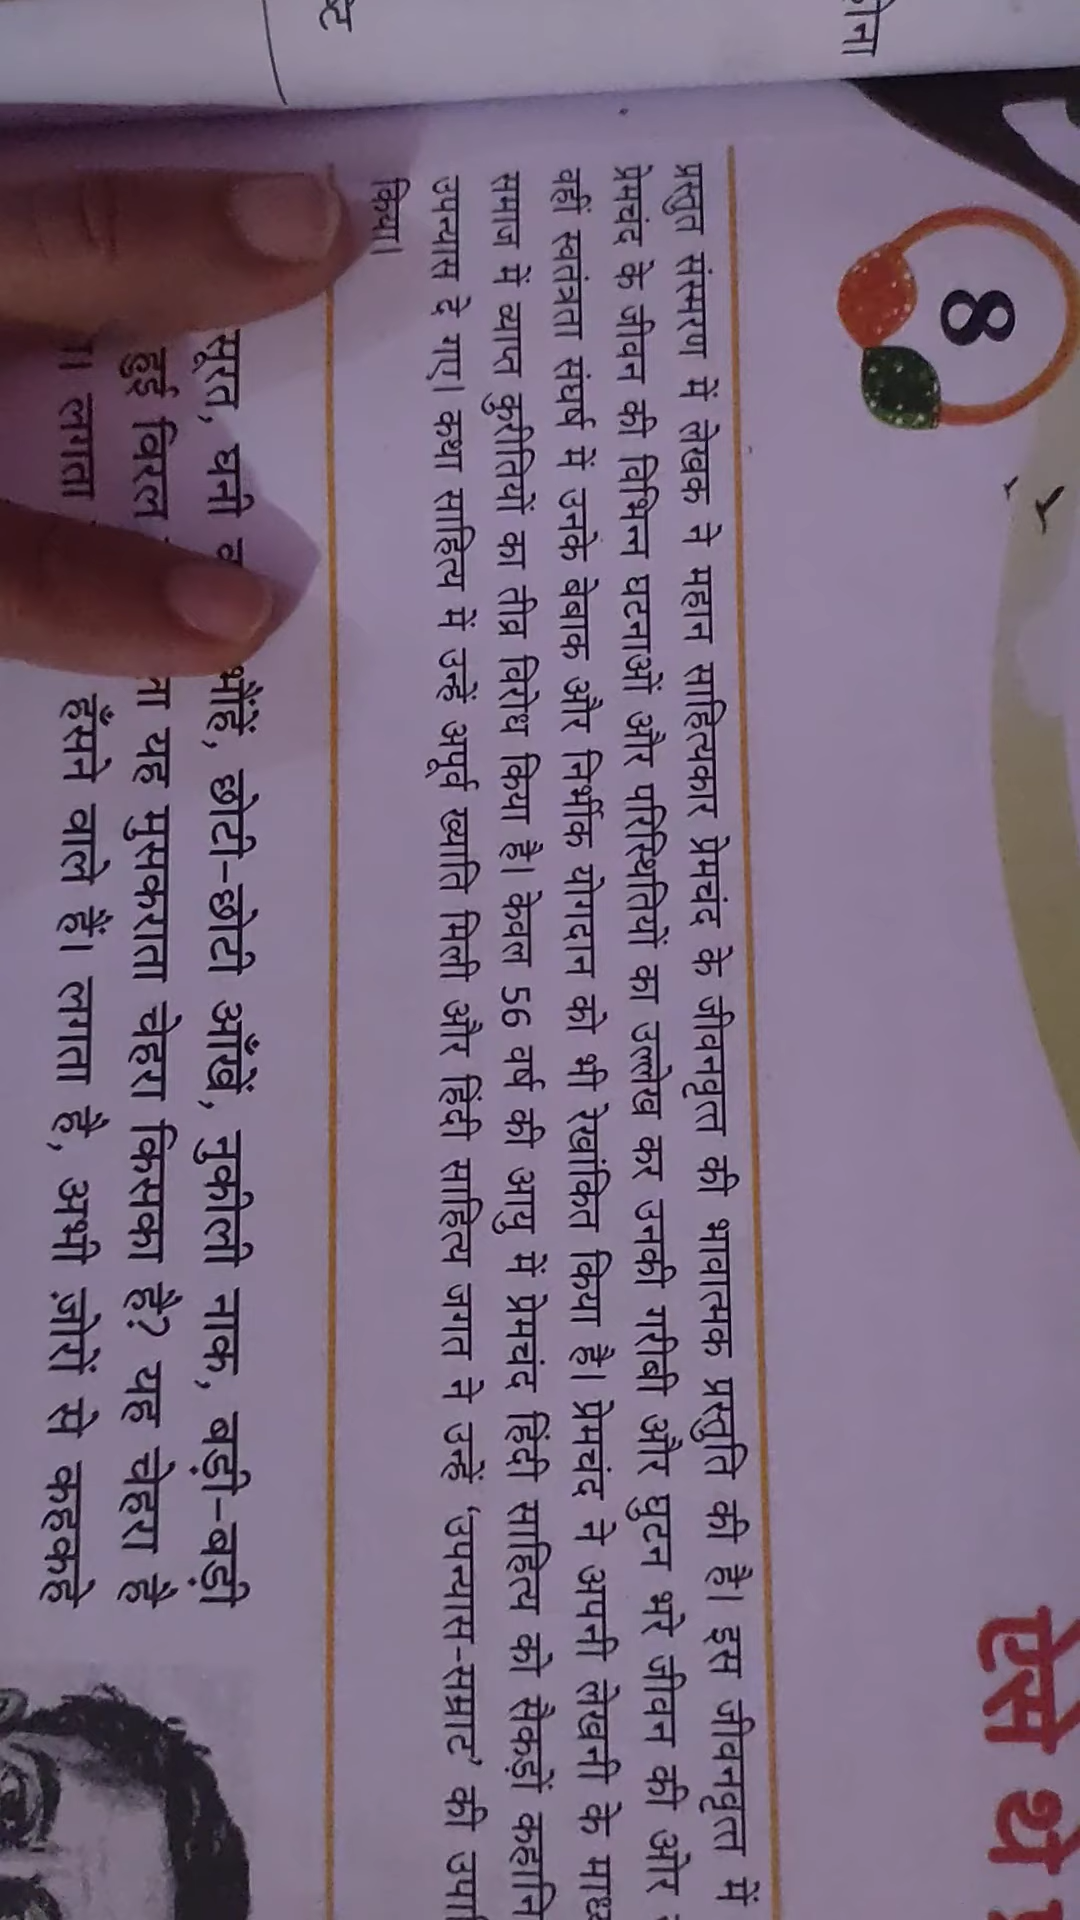 8
ऐसे थे
प्रस्तुत संस्मरण में लेखक ने महान साहित्यकार प्रेमचंद के जीवनवृत्त की भावात्मक प्रस्तुति की है। इस जीवनवृत्त में
प्रेमचंद के जीवन की विभिन्न घटनाओं और परिस्थितियों का उल्लेख कर उनकी गरीबी और घुटन भरे जीवन की ओर
वहीं स्वतंत्रता संघर्ष में उनके बेबाक और निर्भीक योगदान को भी रेखांकित किया है। प्रेमचंद ने अपनी लेखनी के
समाज में व्याप्त कुरीतियों का तीव्र विरोध किया है। केवल 56 वर्ष की आयु में प्रेमचंद हिंदी साहित्य को सैकड़ों
उपन्यास दे गए। कथा साहित्य में उन्हें अपूर्व ख्याति मिली और हिंदी साहित्य जगत ने उन्हें ‘उपन्यास-सम्राट’ की
किया।
सूरत, घनी भौंहें, छोटी-छोटी आँखें, नुकीली नाक, बड़ी-बड़ी
हुई विरल यह मुसकराता चेहरा किसका है? यह चेहरा है
लगता हँसने वाले हैं। लगता है, अभी ज़ोरों से कहकहे